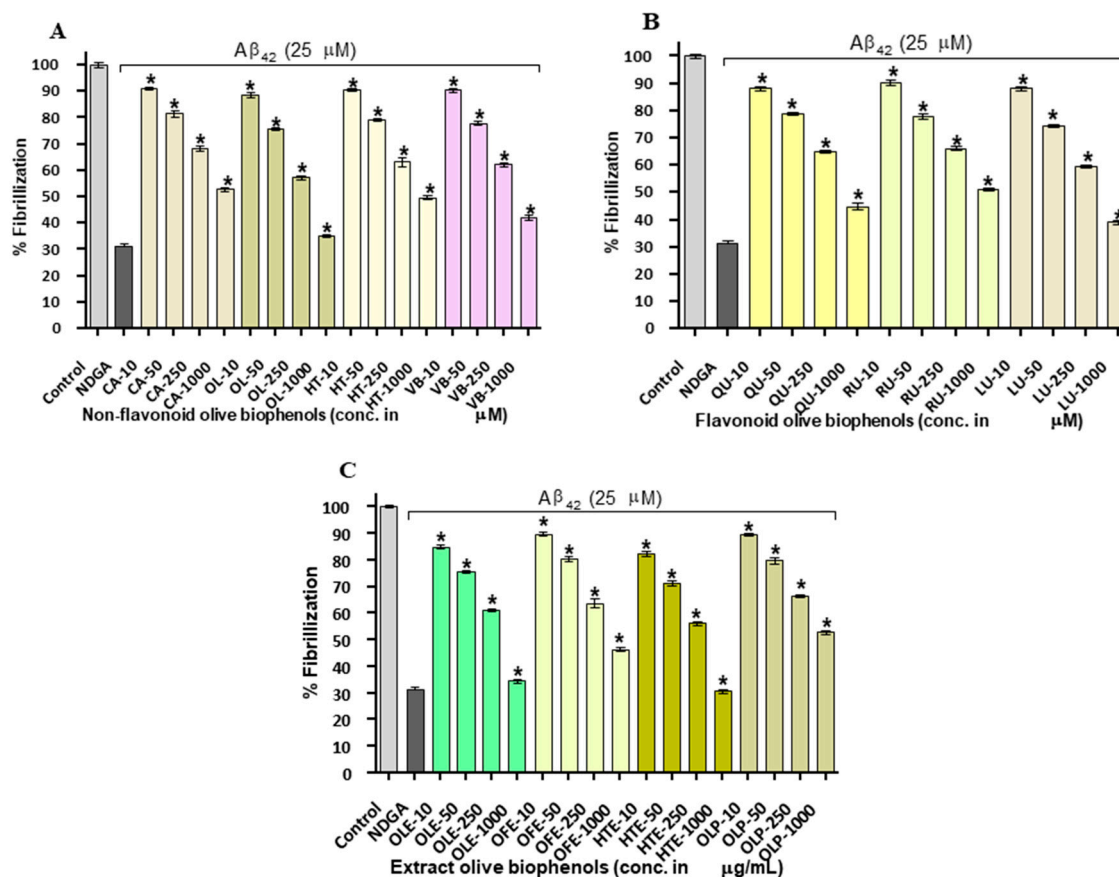 A
Aβ42 (25 μM)
% Fibrillization
100
90
80
70
60
50
40
30
20
10
0
* * * * * * * * * * * * * * * *
Control
NDGA
CA-10
CA-50
CA-250
CA-1000
OL-10
OL-50
OL-250
OL-1000
HT-10
HT-50
HT-250
HT-1000
VB-10
VB-50
VB-250
VB-1000
Non-flavonoid olive biophenols (conc. in μM)
B
Aβ42 (25 μM)
% Fibrillization
100
90
80
70
60
50
40
30
20
10
0
* * * * * * * * * * * *
Control
NDGA
QU-10
QU-50
QU-250
QU-1000
RU-10
RU-50
RU-250
RU-1000
LU-10
LU-50
LU-250
LU-1000
Flavonoid olive biophenols (conc. in μM)
C
Aβ42 (25 μM)
% Fibrillization
100
90
80
70
60
50
40
30
20
10
0
* * * * * * * * * * * * * * * *
Control
NDGA
OLE-10
OLE-50
OLE-250
OLE-1000
OFE-10
OFE-50
OFE-250
OFE-1000
HTE-10
HTE-50
HTE-250
HTE-1000
OLP-10
OLP-50
OLP-250
OLP-1000
Extract olive biophenols (conc. in μg/mL)